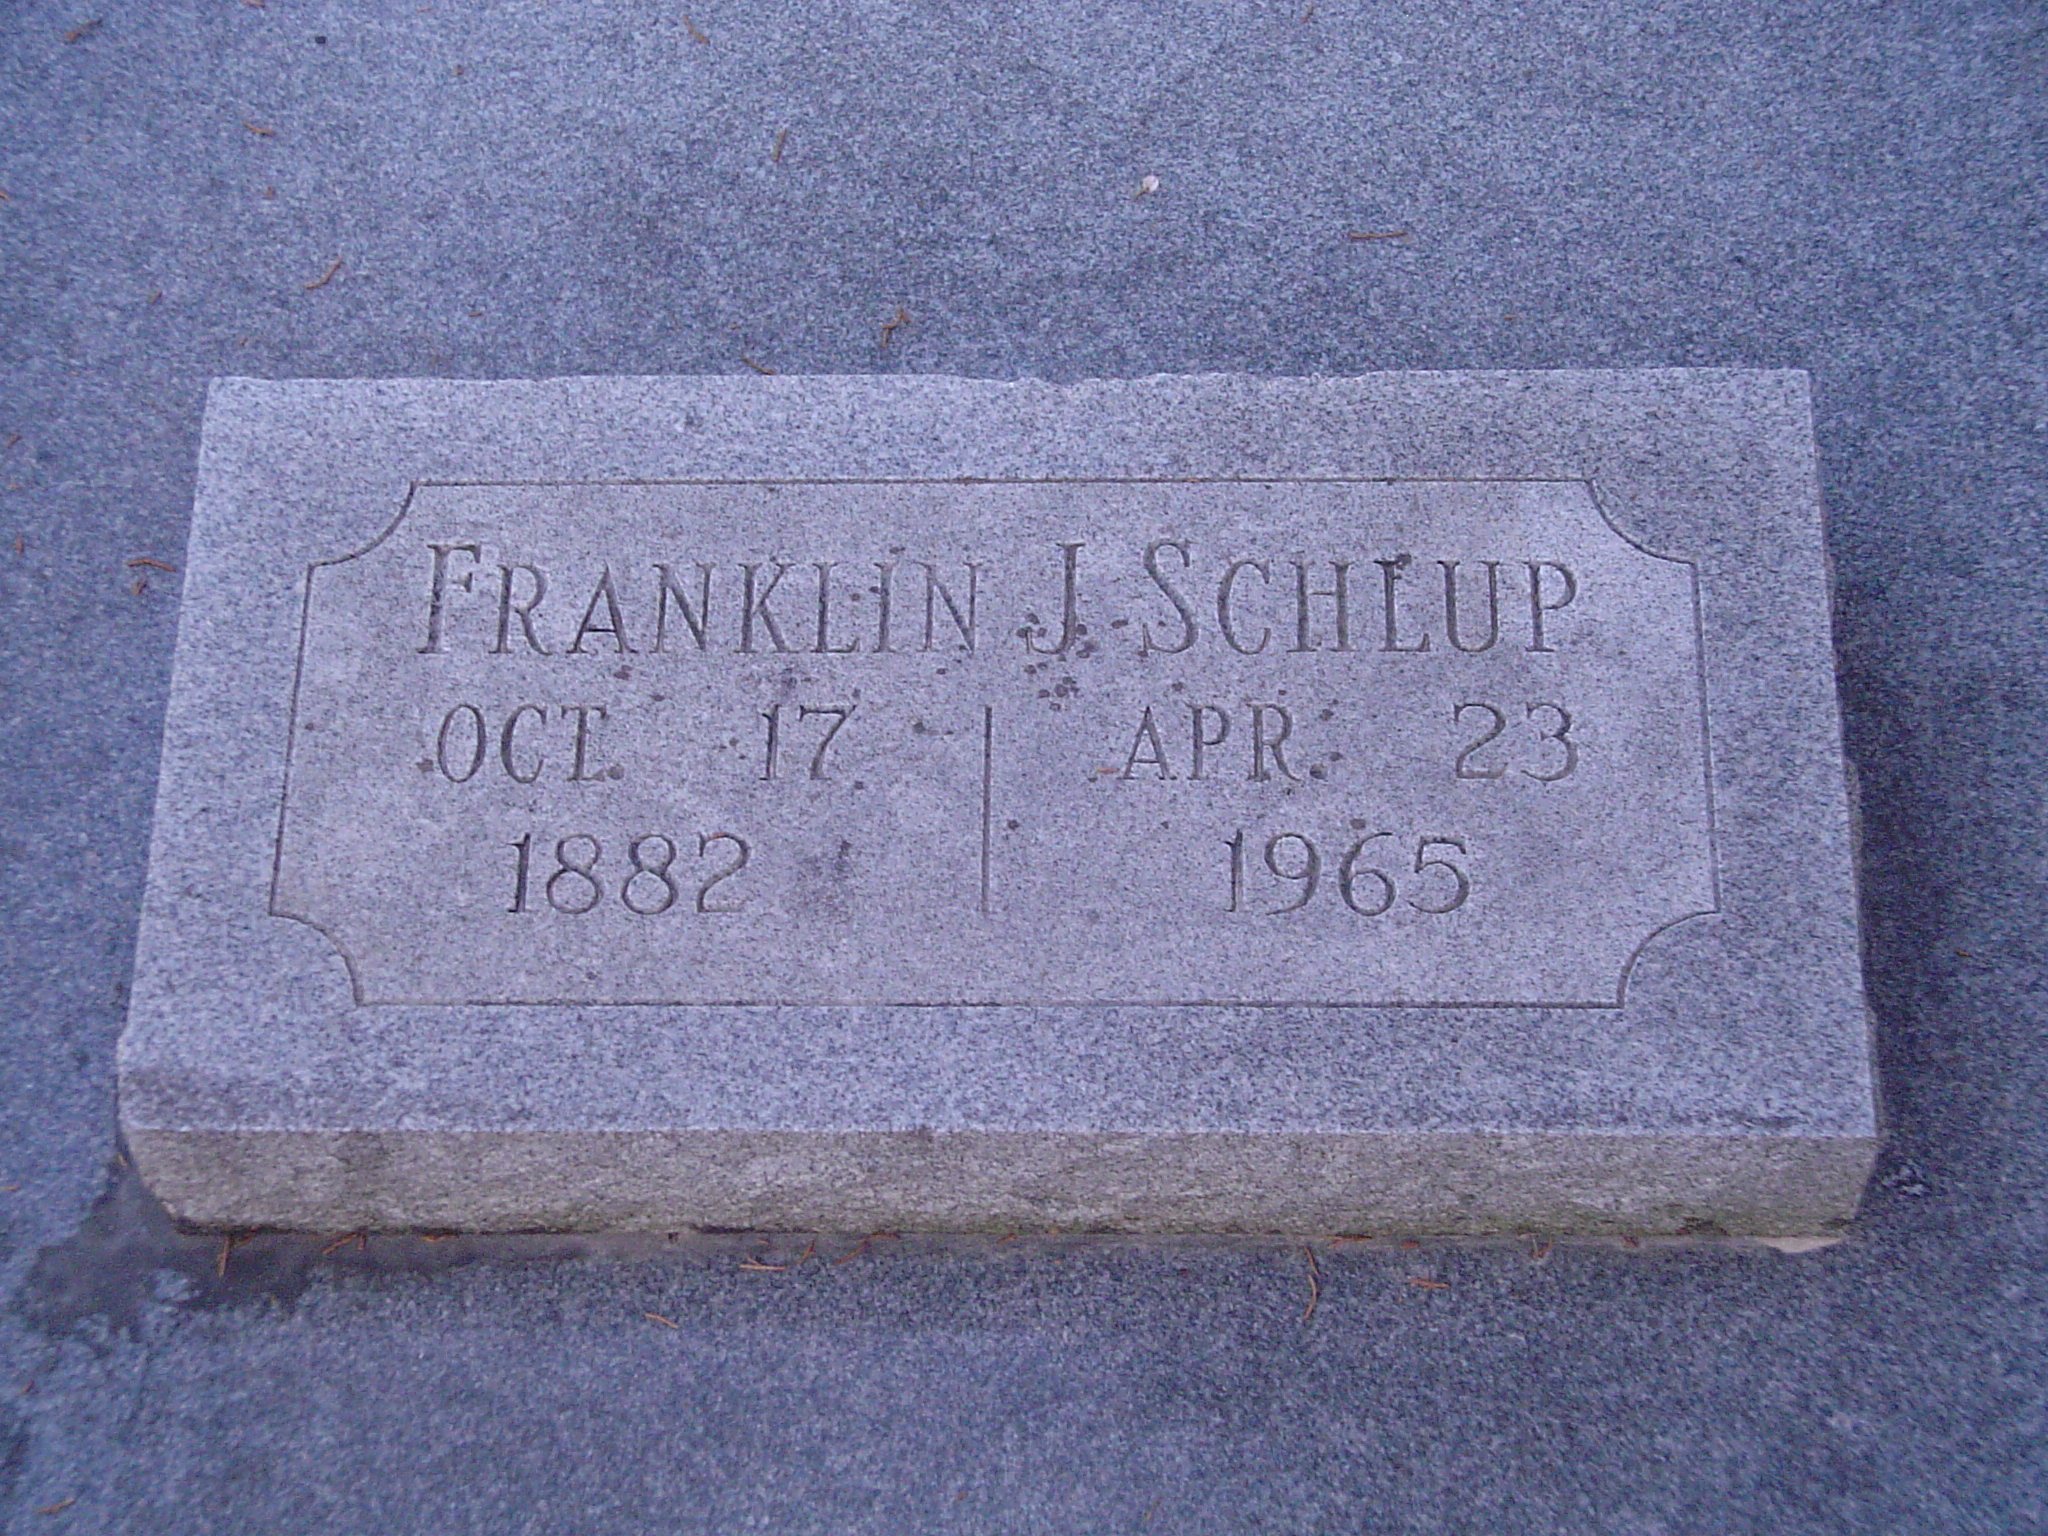 FRANKLIN J. SCHLUP
OCT. 17 APR. 23
1882 1965